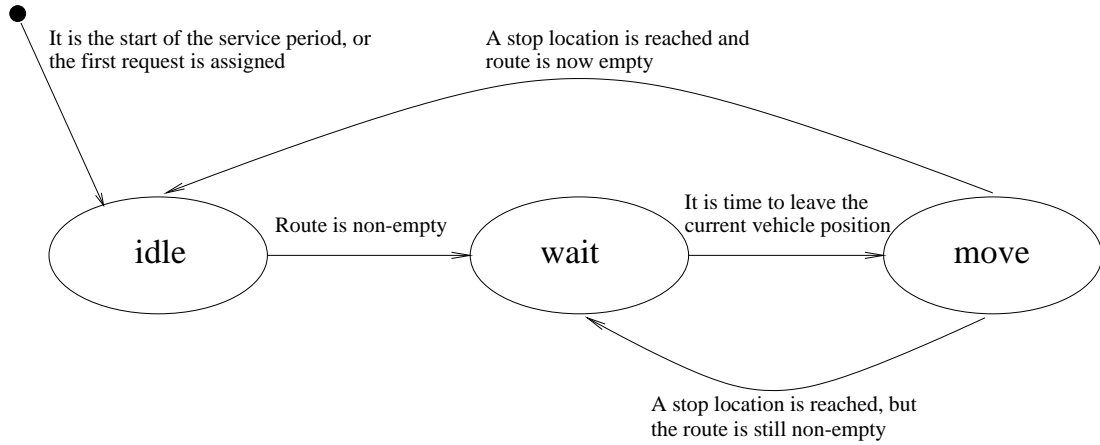 It is the start of the service period, or
the first request is assigned
A stop location is reached and
route is now empty
idle
Route is non-empty
wait
It is time to leave the
current vehicle position
move
A stop location is reached, but
the route is still non-empty